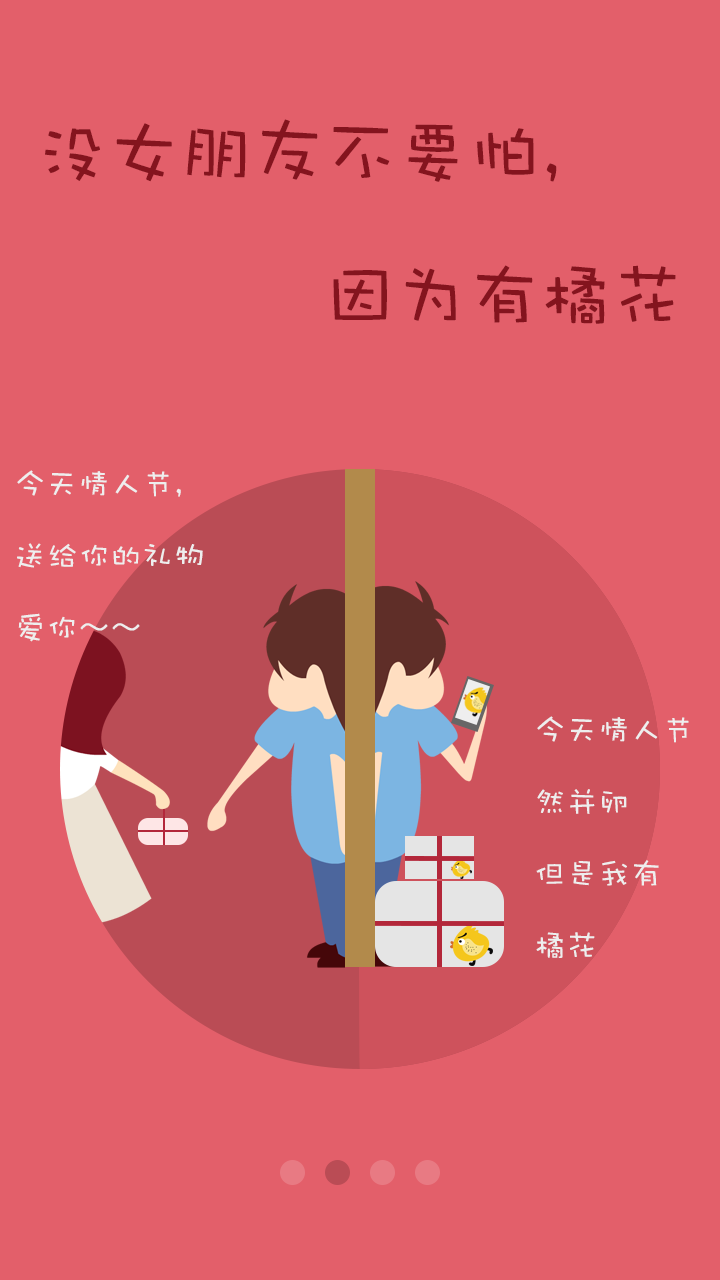 没女朋友不要怕,
因为有橘花
今天情人节,
送给你的礼物
爱你～～
今天情人节
然并卵
但是我有
橘花